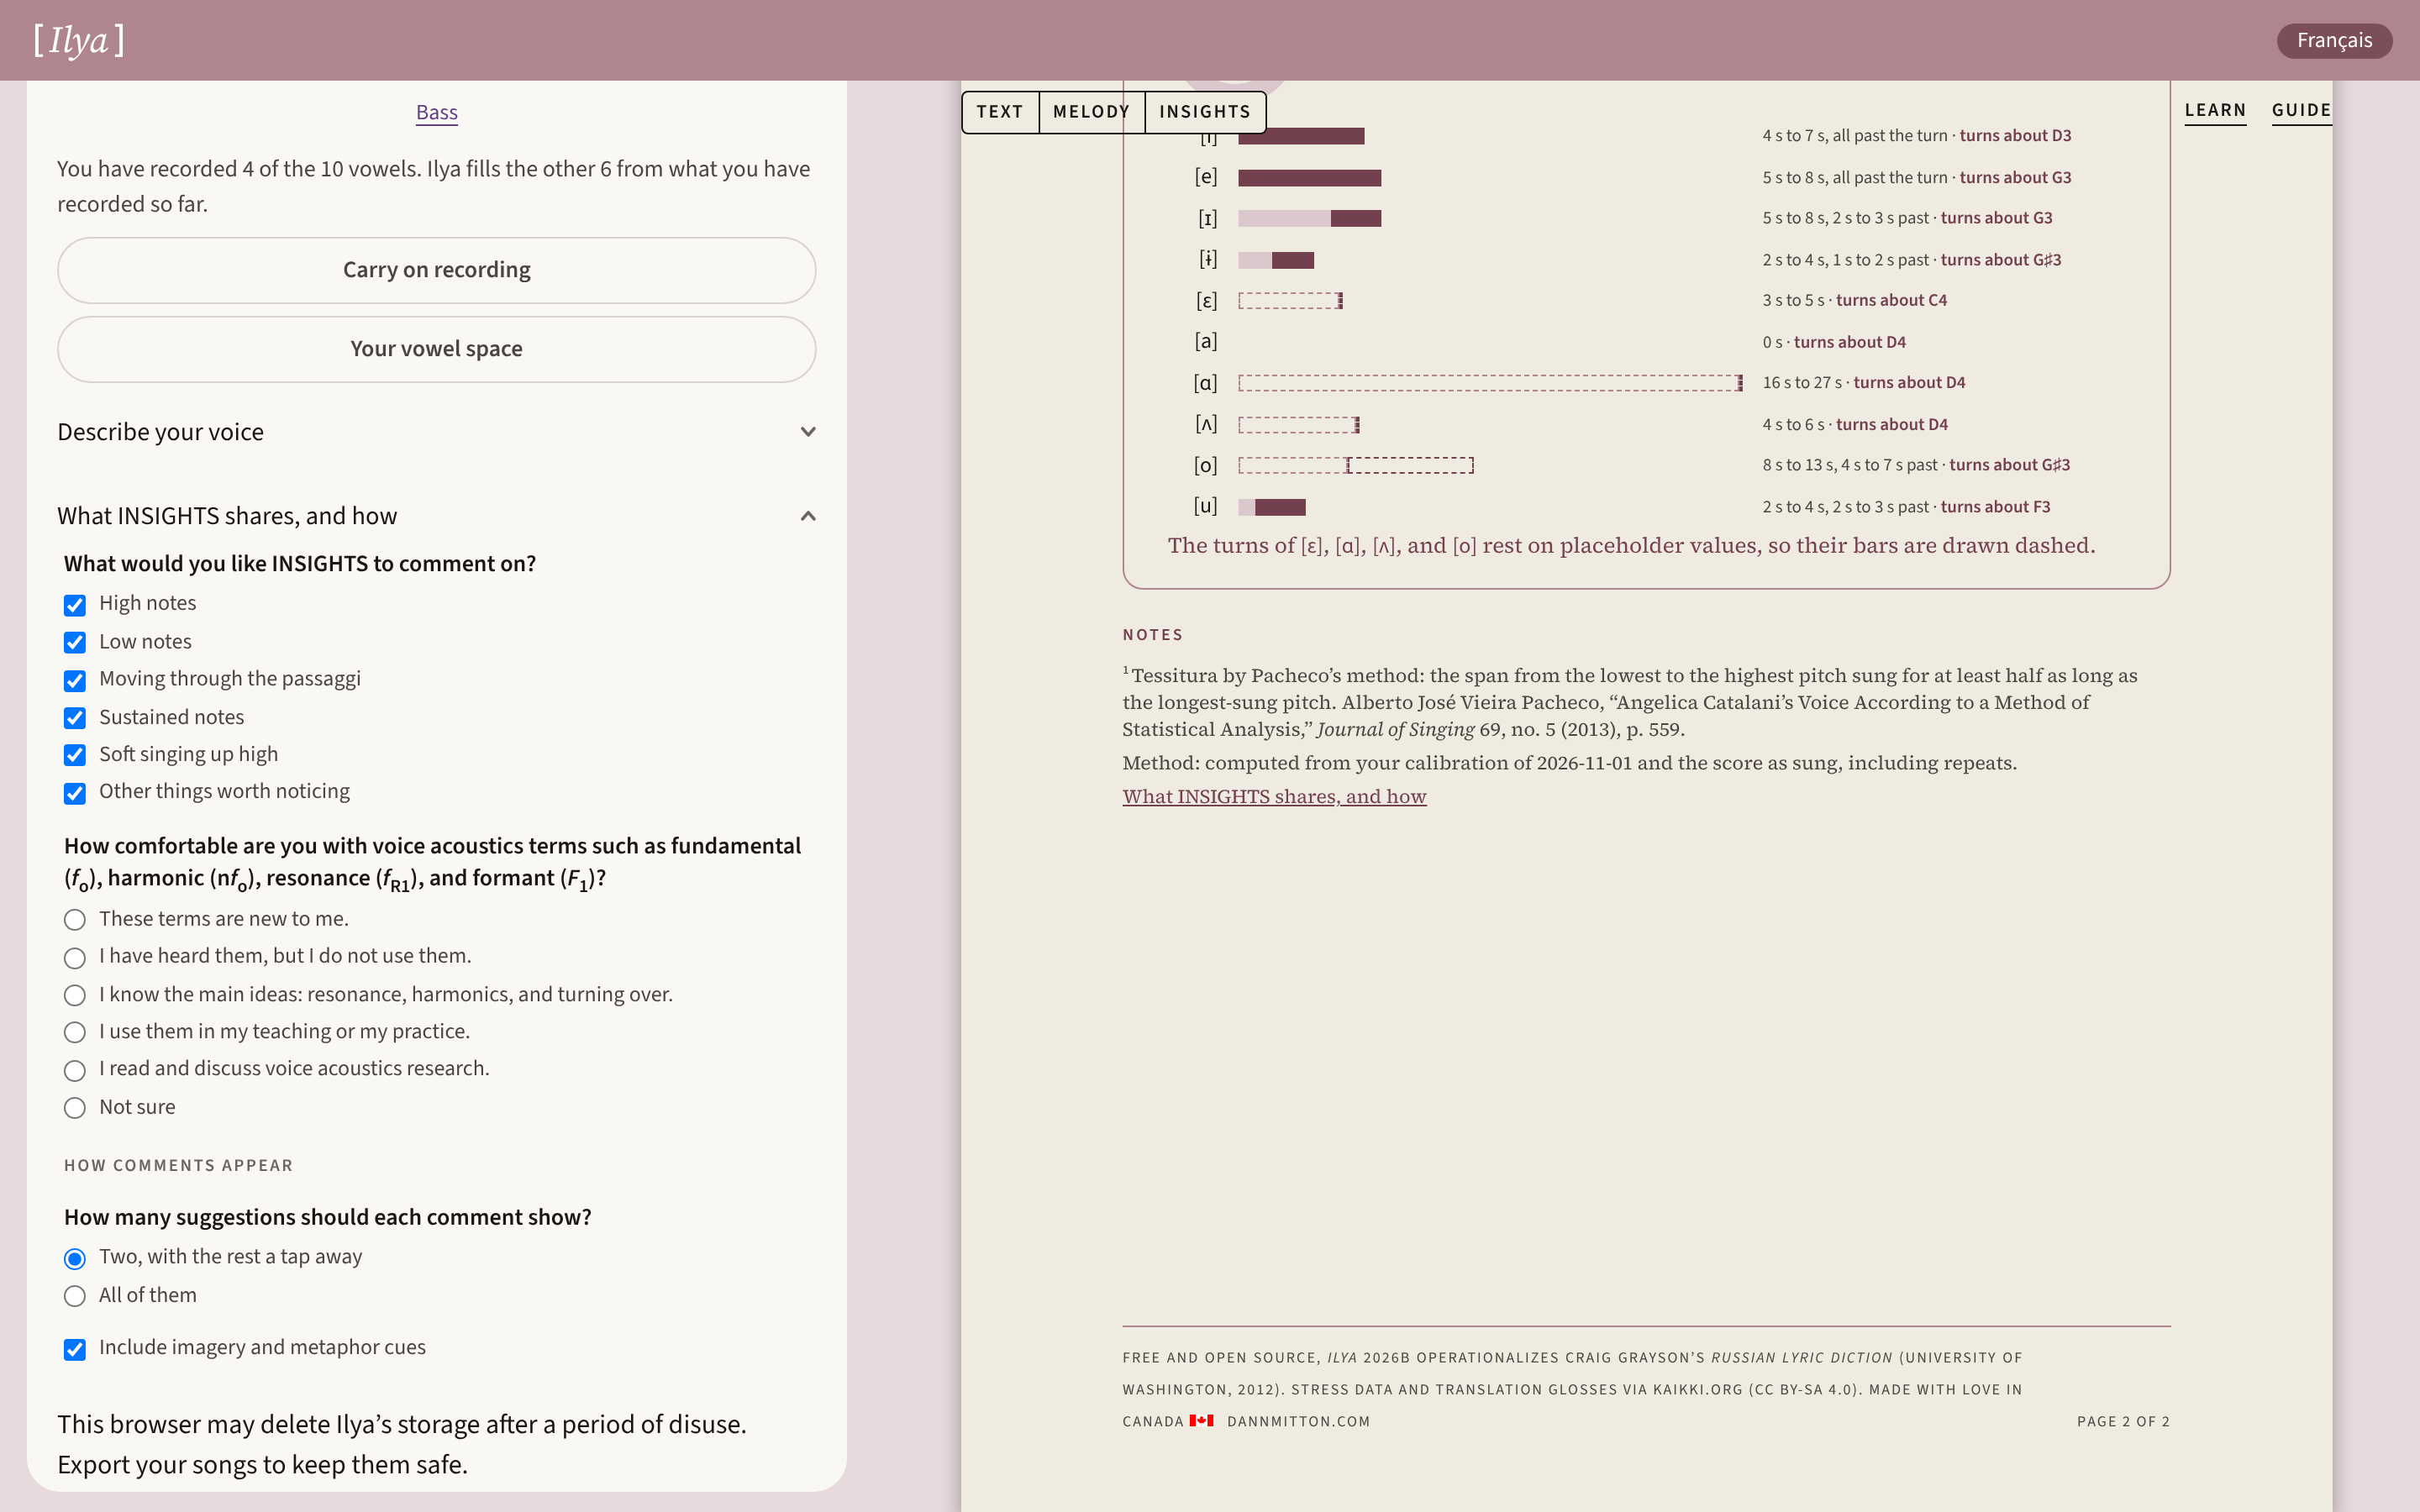 [Ilya]
Français
Bass
You have recorded 4 of the 10 vowels. Ilya fills the other 6 from what you have
recorded so far.
Carry on recording
Your vowel space
Describe your voice
What INSIGHTS shares, and how
What would you like INSIGHTS to comment on?
High notes
Low notes
Moving through the passaggi
Sustained notes
Soft singing up high
Other things worth noticing
How comfortable are you with voice acoustics terms such as fundamental
(fo), harmonic (nfo), resonance (fR1), and formant (F1)?
These terms are new to me.
I have heard them, but I do not use them.
I know the main ideas: resonance, harmonics, and turning over.
I use them in my teaching or my practice.
I read and discuss voice acoustics research.
Not sure
HOW COMMENTS APPEAR
How many suggestions should each comment show?
Two, with the rest a tap away
All of them
Include imagery and metaphor cues
This browser may delete Ilya’s storage after a period of disuse.
Export your songs to keep them safe.
TEXT MELODY INSIGHTS
LEARN GUIDE
4 s to 7 s, all past the turn · turns about D3
[e] 5 s to 8 s, all past the turn · turns about G3
[ɪ] 5 s to 8 s, 2 s to 3 s past · turns about G3
[ɨ] 2 s to 4 s, 1 s to 2 s past · turns about G♯3
[ɛ] 3 s to 5 s · turns about C4
[a] 0 s · turns about D4
[ɑ] 16 s to 27 s · turns about D4
[ʌ] 4 s to 6 s · turns about D4
[o] 8 s to 13 s, 4 s to 7 s past · turns about G♯3
[u] 2 s to 4 s, 2 s to 3 s past · turns about F3
The turns of [ɛ], [ɑ], [ʌ], and [o] rest on placeholder values, so their bars are drawn dashed.
NOTES
1 Tessitura by Pacheco’s method: the span from the lowest to the highest pitch sung for at least half as long as
the longest-sung pitch. Alberto José Vieira Pacheco, “Angelica Catalani’s Voice According to a Method of
Statistical Analysis,” Journal of Singing 69, no. 5 (2013), p. 559.
Method: computed from your calibration of 2026-11-01 and the score as sung, including repeats.
What INSIGHTS shares, and how
FREE AND OPEN SOURCE, ILYA 2026B OPERATIONALIZES CRAIG GRAYSON’S RUSSIAN LYRIC DICTION (UNIVERSITY OF
WASHINGTON, 2012). STRESS DATA AND TRANSLATION GLOSSES VIA KAIKKI.ORG (CC BY-SA 4.0). MADE WITH LOVE IN
CANADA 🇨🇦 DANNMITTON.COM
PAGE 2 OF 2